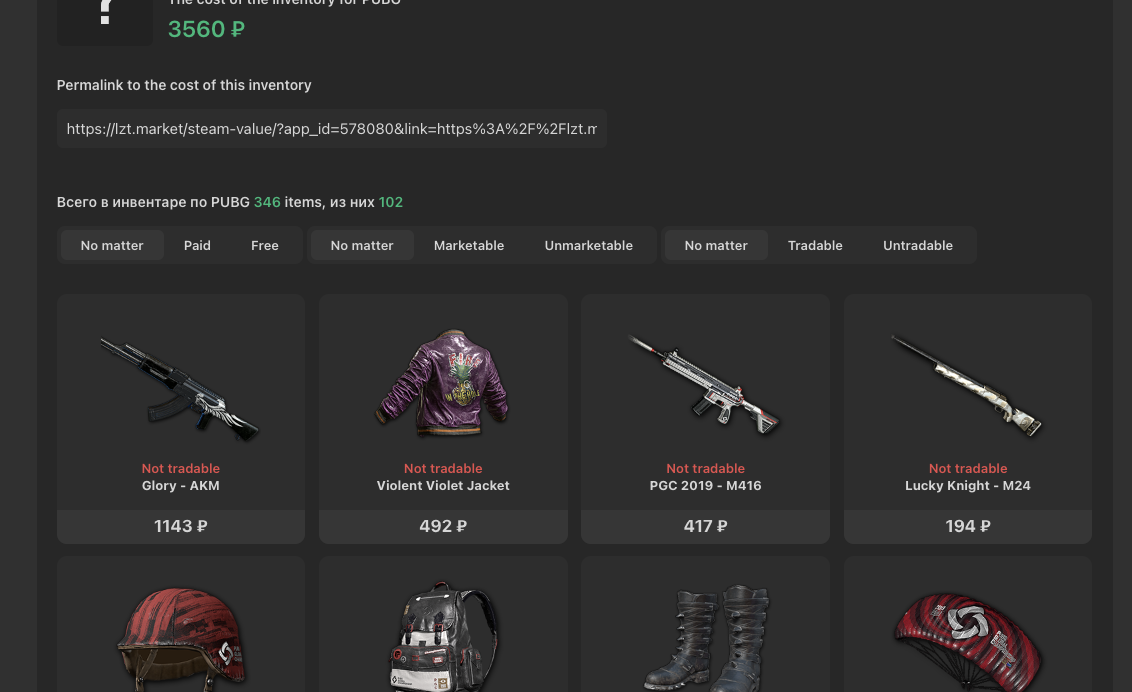 The cost of the inventory for PUBG
3560 ₽
Permalink to the cost of this inventory
https://lzt.market/steam-value/?app_id=578080&link=https%3A%2F%2Flzt.m
Всего в инвентаре по PUBG 346 items, из них 102
No matter Paid Free No matter Marketable Unmarketable No matter Tradable Untradable
Not tradable Not tradable Not tradable Not tradable
Glory - AKM Violent Violet Jacket PGC 2019 - M416 Lucky Knight - M24
1143 ₽ 492 ₽ 417 ₽ 194 ₽